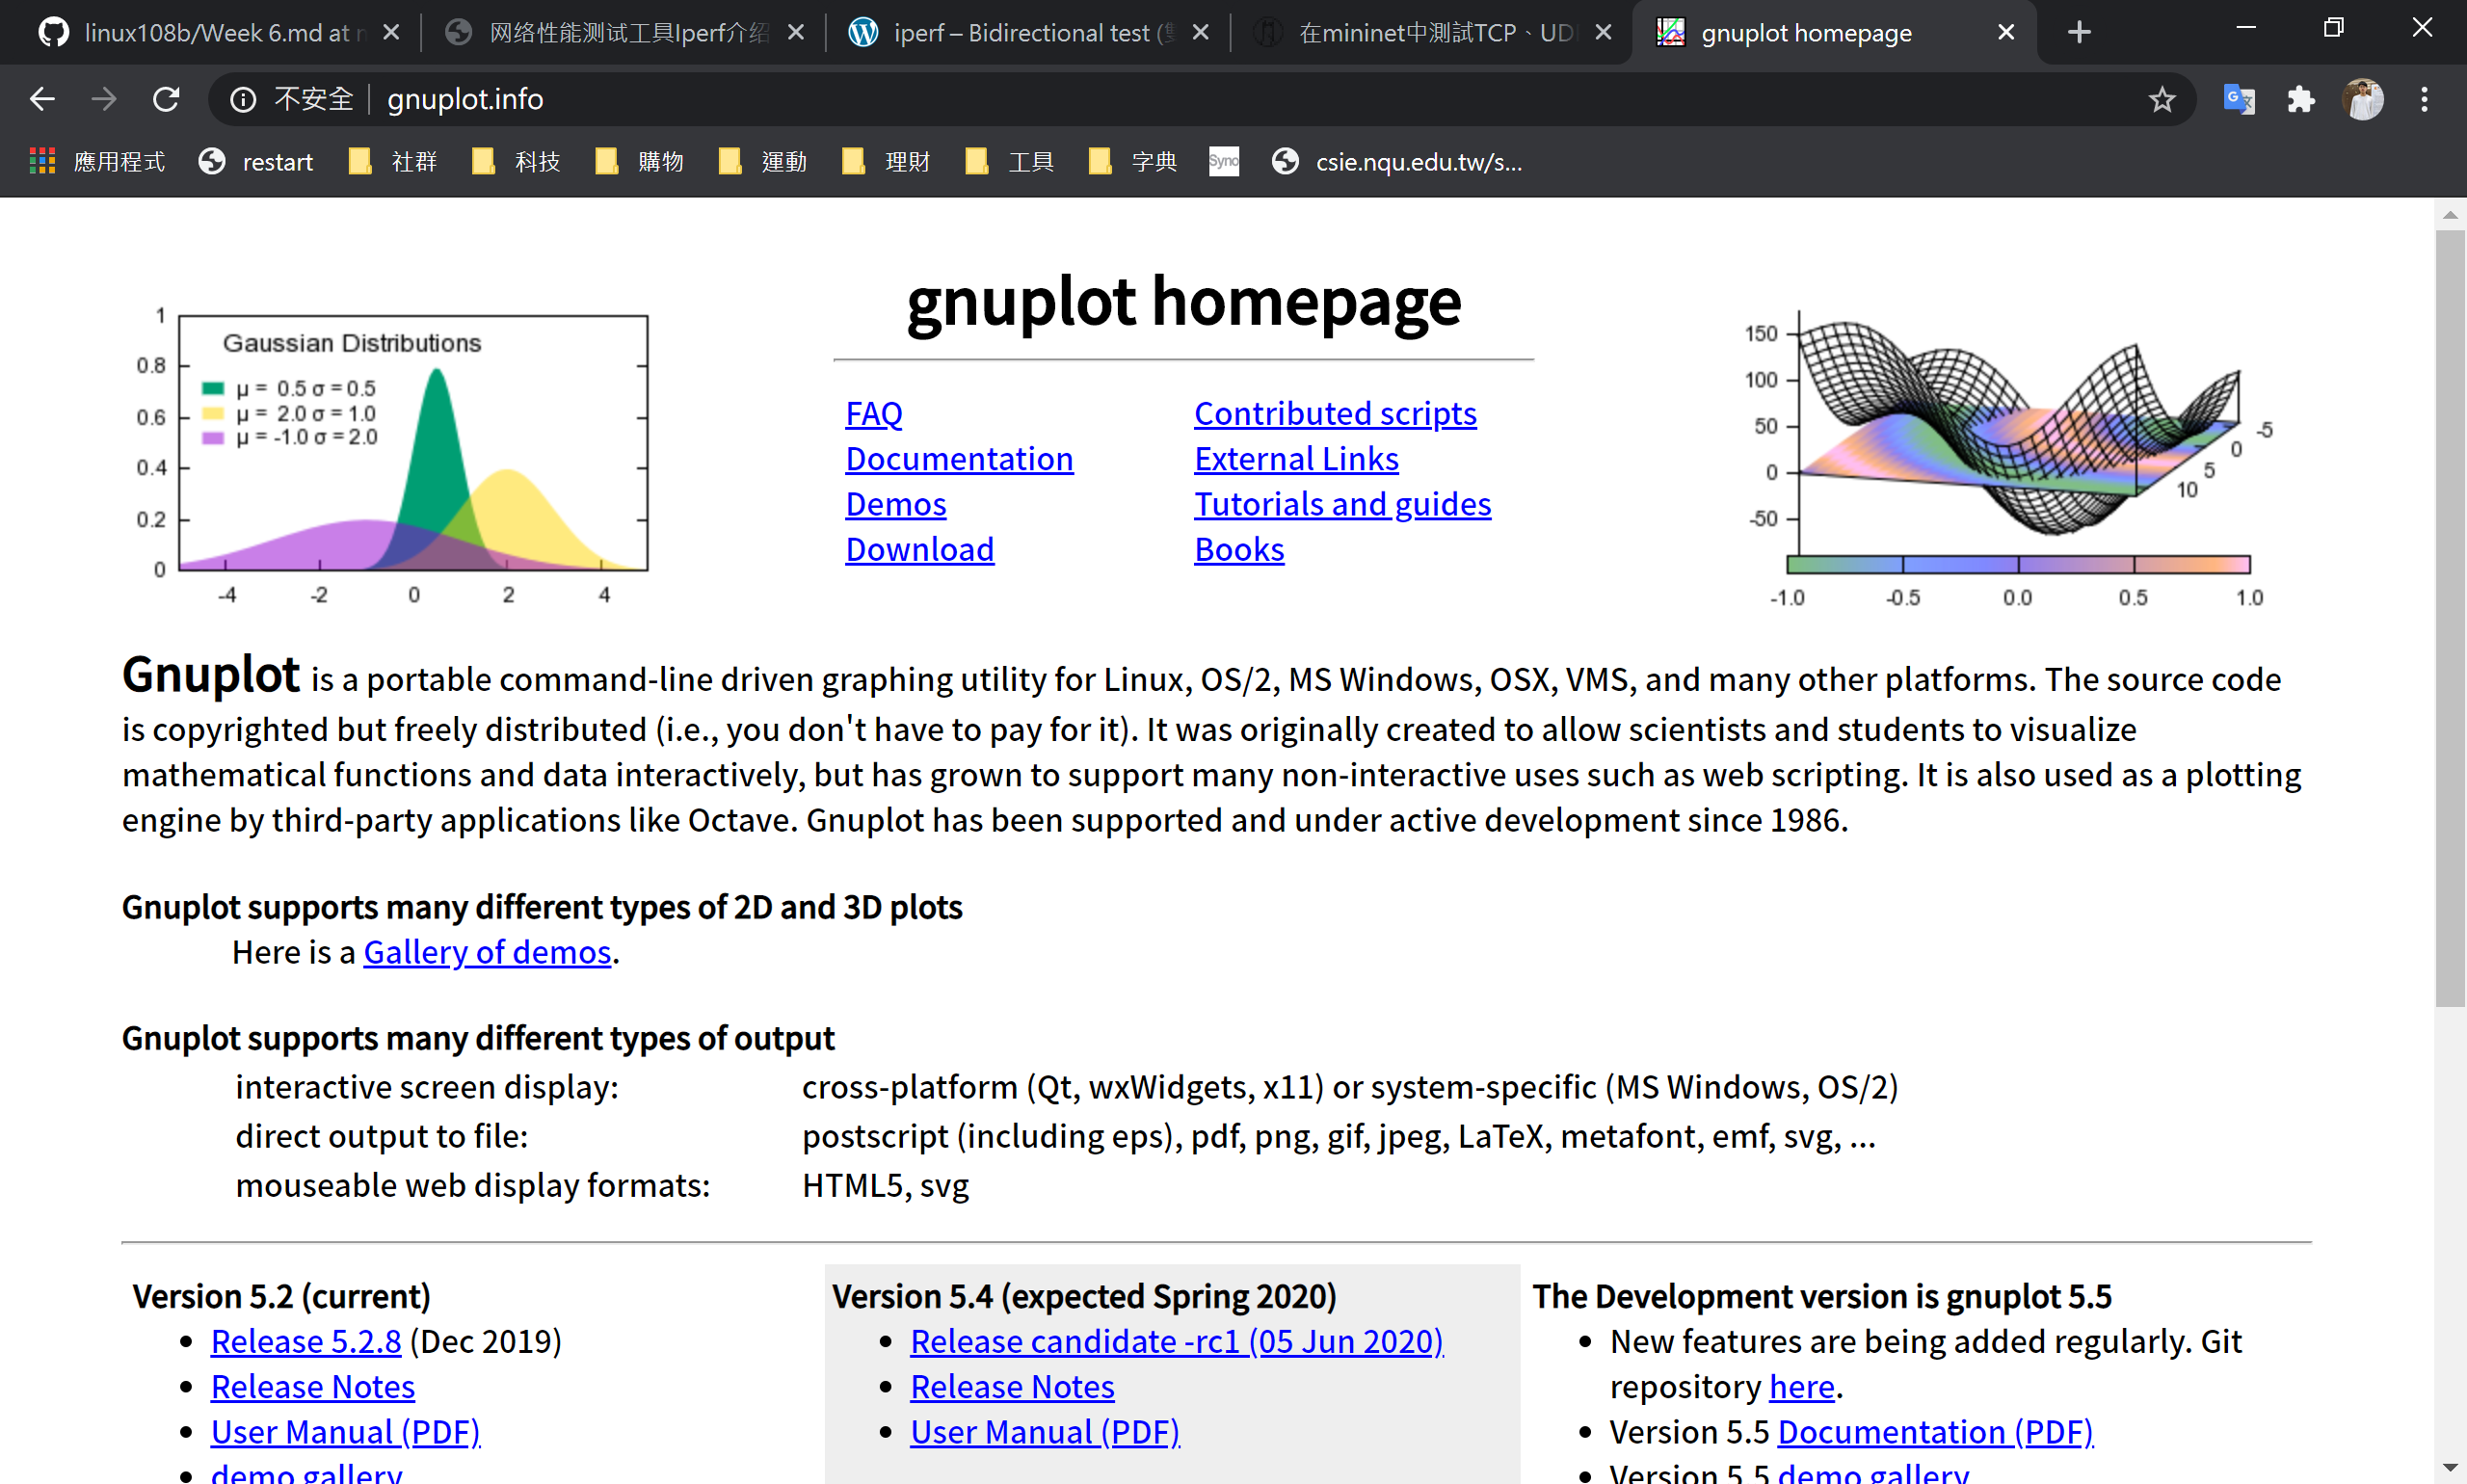 linux108b/Week 6.md at
网络性能测试工具Iperf介绍
iperf – Bidirectional test (
在mininet中測試TCP、UD
gnuplot homepage
不安全
gnuplot.info
應用程式
restart
社群
科技
購物
運動
理財
工具
字典
Syno
csie.nqu.edu.tw/s...
gnuplot homepage
1
0.8
0.6
0.4
0.2
0
Gaussian Distributions
μ = 0.5 σ = 0.5
μ = 2.0 σ = 1.0
μ = -1.0 σ = 2.0
-4 -2 0 2 4
FAQ
Documentation
Demos
Download
Contributed scripts
External Links
Tutorials and guides
Books
150
100
50
0
-50
-5
0
5
10
-1.0 -0.5 0.0 0.5 1.0
Gnuplot is a portable command-line driven graphing utility for Linux, OS/2, MS Windows, OSX, VMS, and many other platforms. The source code
is copyrighted but freely distributed (i.e., you don't have to pay for it). It was originally created to allow scientists and students to visualize
mathematical functions and data interactively, but has grown to support many non-interactive uses such as web scripting. It is also used as a plotting
engine by third-party applications like Octave. Gnuplot has been supported and under active development since 1986.
Gnuplot supports many different types of 2D and 3D plots
Here is a Gallery of demos.
Gnuplot supports many different types of output
interactive screen display: cross-platform (Qt, wxWidgets, x11) or system-specific (MS Windows, OS/2)
direct output to file: postscript (including eps), pdf, png, gif, jpeg, LaTeX, metafont, emf, svg, ...
mouseable web display formats: HTML5, svg
Version 5.2 (current)
Release 5.2.8 (Dec 2019)
Release Notes
User Manual (PDF)
demo gallery
Version 5.4 (expected Spring 2020)
Release candidate -rc1 (05 Jun 2020)
Release Notes
User Manual (PDF)
The Development version is gnuplot 5.5
New features are being added regularly. Git
repository here.
Version 5.5 Documentation (PDF)
Version 5.5 demo gallery